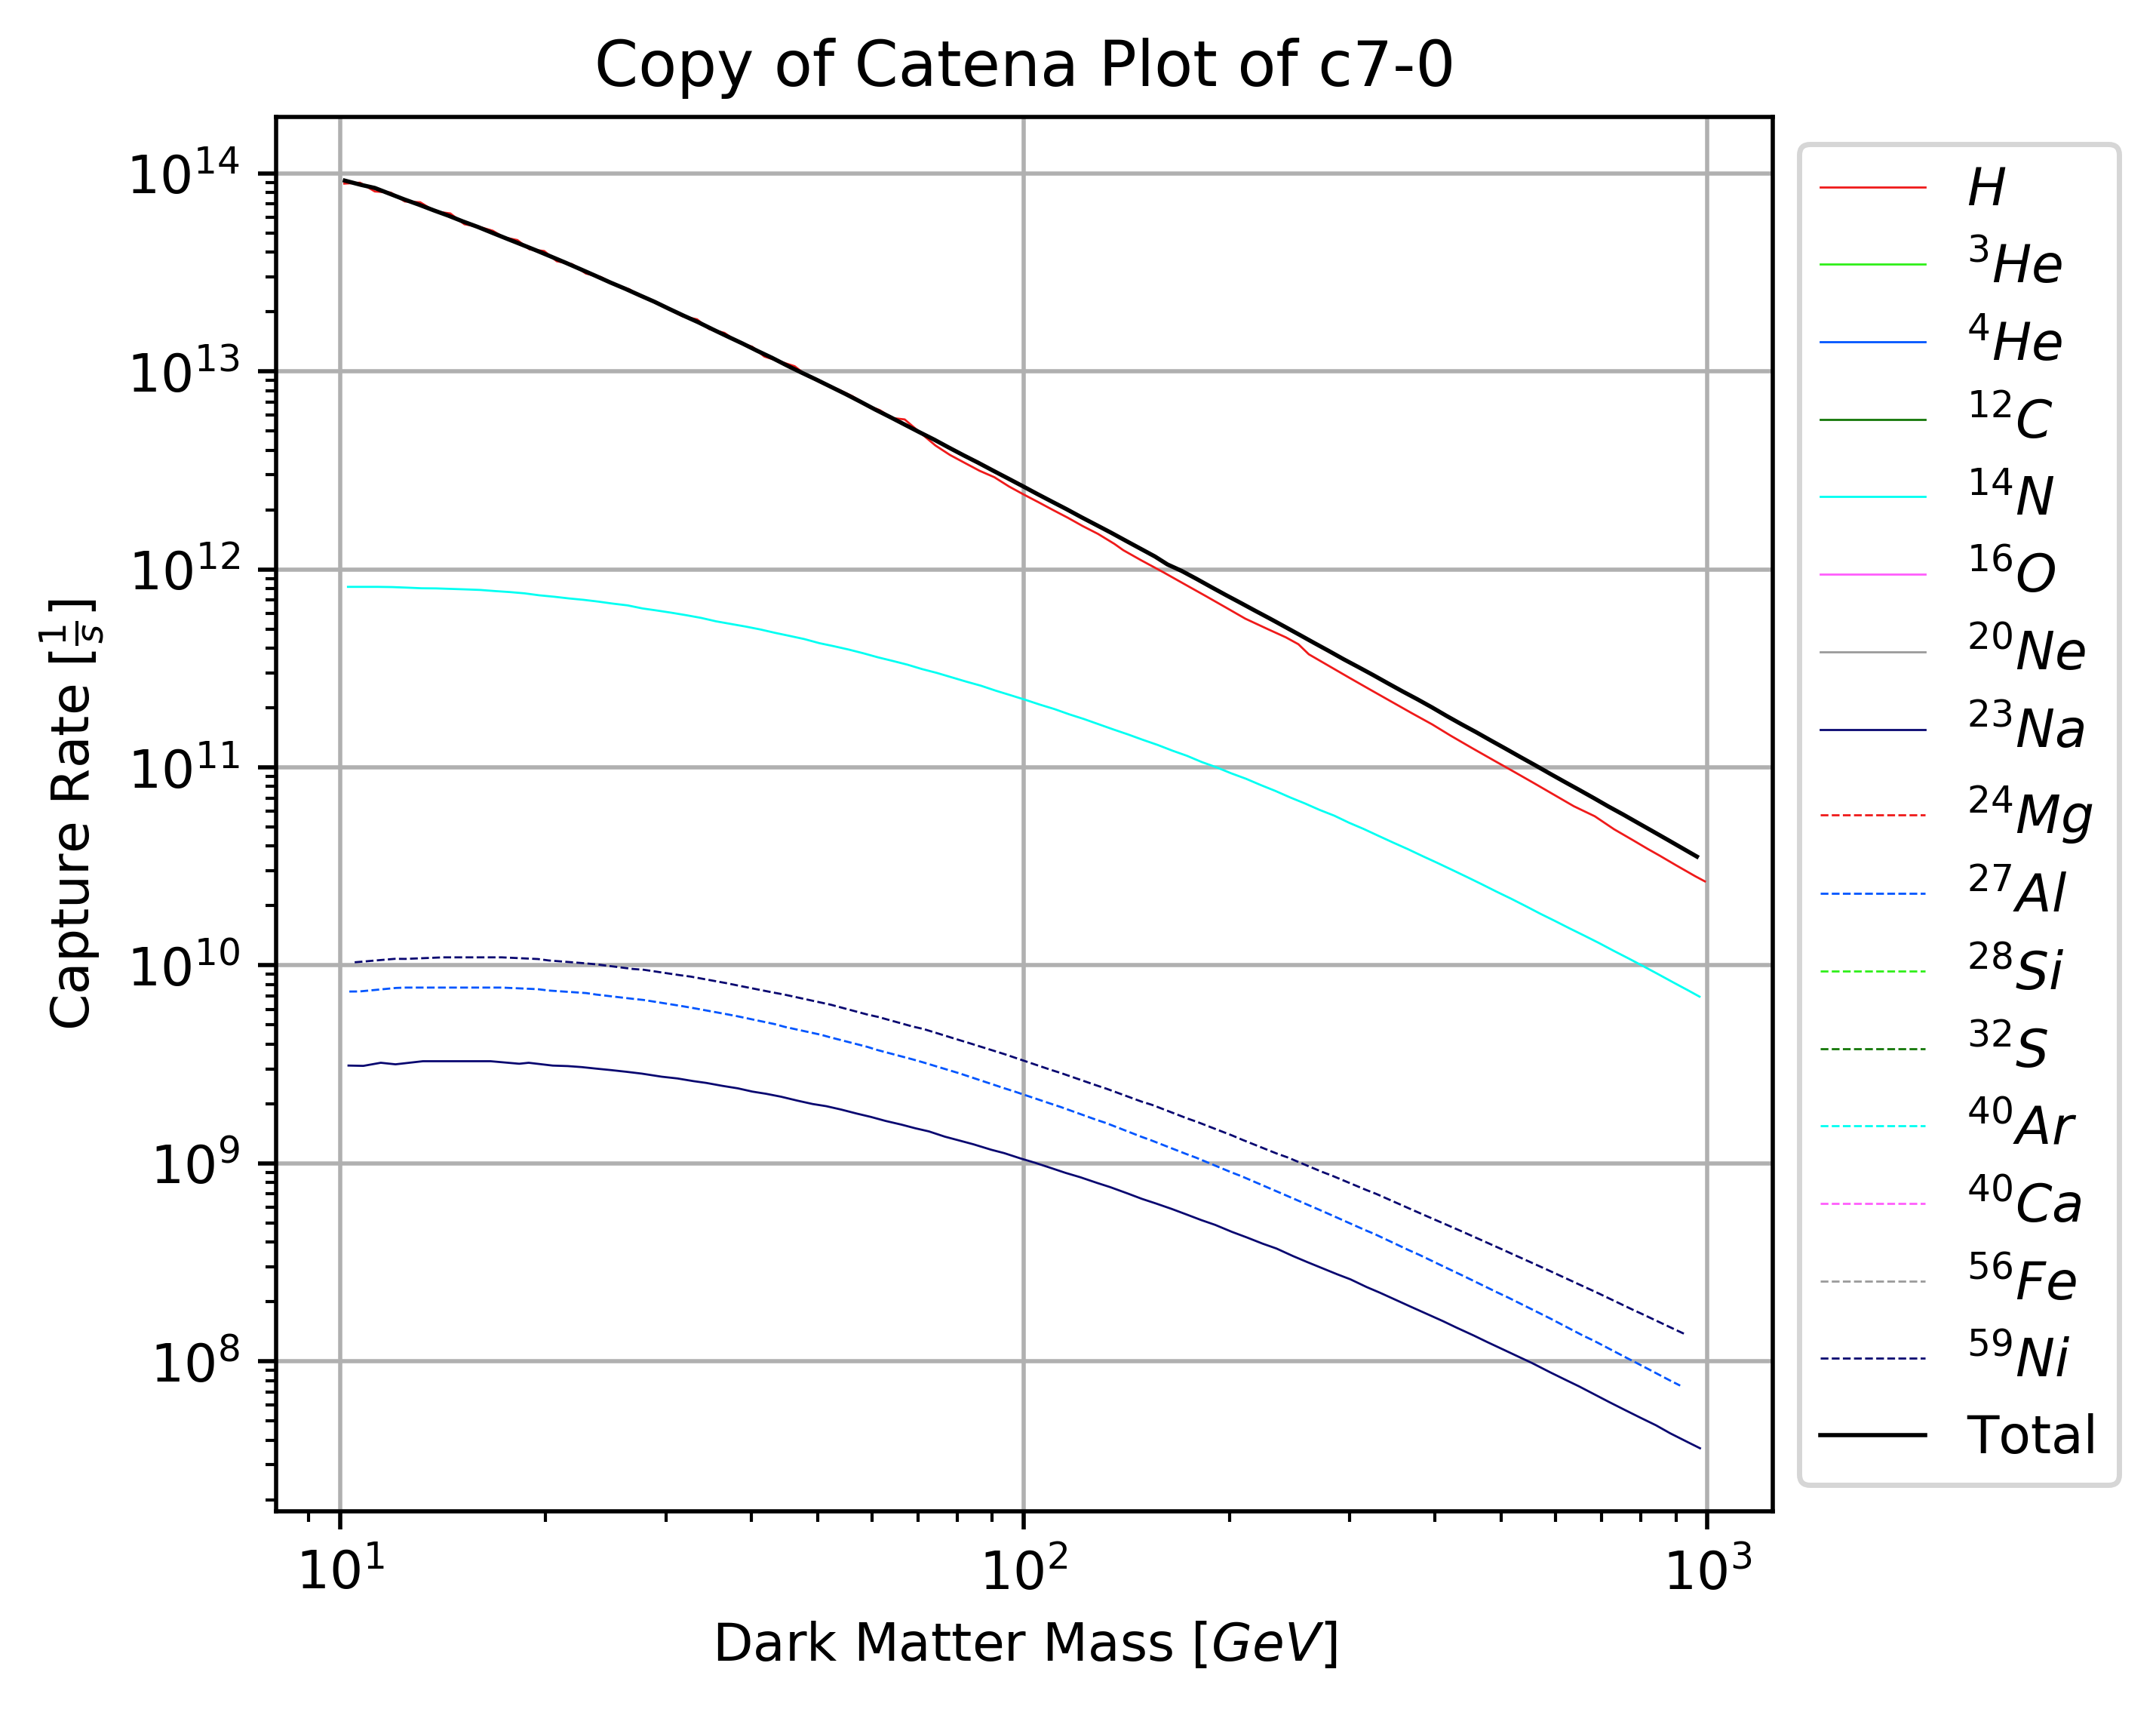 Copy of Catena Plot of c7-0
Capture Rate [1/s]
10^14
10^13
10^12
10^11
10^10
10^9
10^8
10^1
10^2
10^3
Dark Matter Mass [GeV]
H
^3He
^4He
^12C
^14N
^16O
^20Ne
^23Na
^24Mg
^27Al
^28Si
^32S
^40Ar
^40Ca
^56Fe
^59Ni
Total